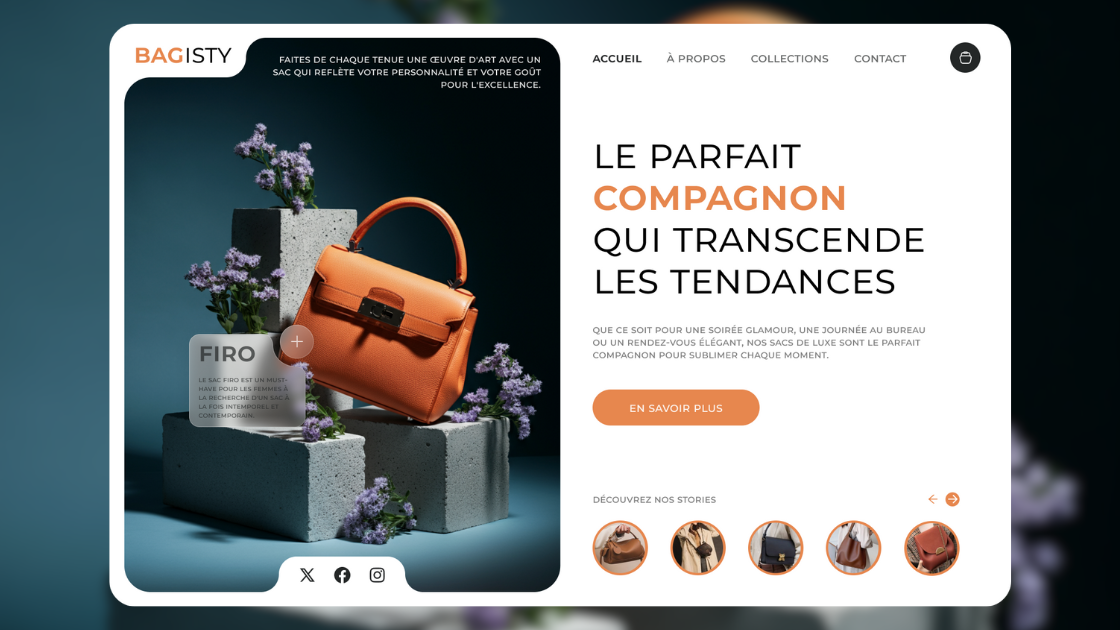 BAGISTY
FAITES DE CHAQUE TENUE UNE ŒUVRE D'ART AVEC UN
SAC QUI REFLÈTE VOTRE PERSONNALITÉ ET VOTRE GOÛT
POUR L'EXCELLENCE.
FIRO
LE SAC FIRO EST UN MUST-
HAVE POUR LES FEMMES À
LA RECHERCHE D'UN SAC À
LA FOIS INTEMPOREL ET
CONTEMPORAIN.
ACCUEIL
À PROPOS
COLLECTIONS
CONTACT
LE PARFAIT
COMPAGNON
QUI TRANSCENDE
LES TENDANCES
QUE CE SOIT POUR UNE SOIRÉE GLAMOUR, UNE JOURNÉE AU BUREAU
OU UN RENDEZ-VOUS ÉLÉGANT, NOS SACS DE LUXE SONT LE PARFAIT
COMPAGNON POUR SUBLIMER CHAQUE MOMENT.
EN SAVOIR PLUS
DÉCOUVREZ NOS STORIES